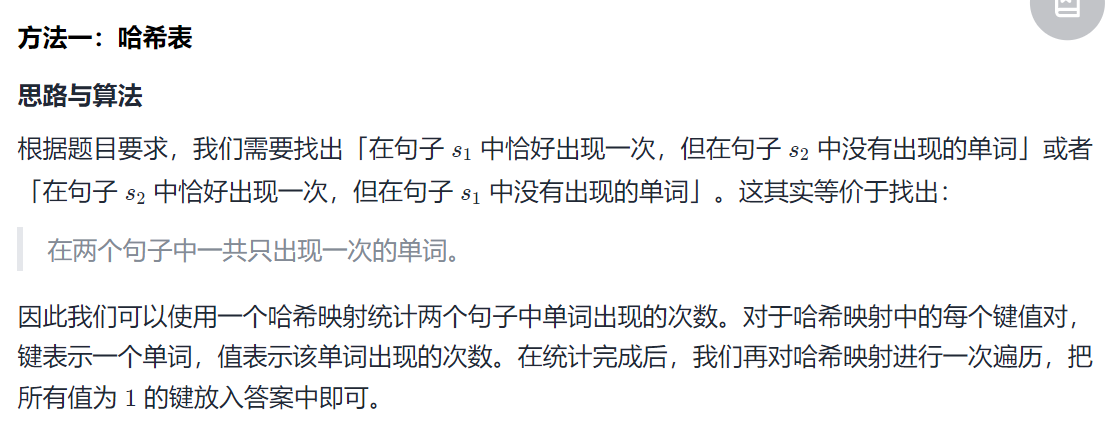 方法一：哈希表
思路与算法
根据题目要求，我们需要找出「在句子 s₁ 中恰好出现一次，但在句子 s₂ 中没有出现的单词」或者
「在句子 s₂ 中恰好出现一次，但在句子 s₁ 中没有出现的单词」。这其实等价于找出：
在两个句子中一共只出现一次的单词。
因此我们可以使用一个哈希映射统计两个句子中单词出现的次数。对于哈希映射中的每个键值对，
键表示一个单词，值表示该单词出现的次数。在统计完成后，我们再对哈希映射进行一次遍历，把
所有值为 1 的键放入答案中即可。